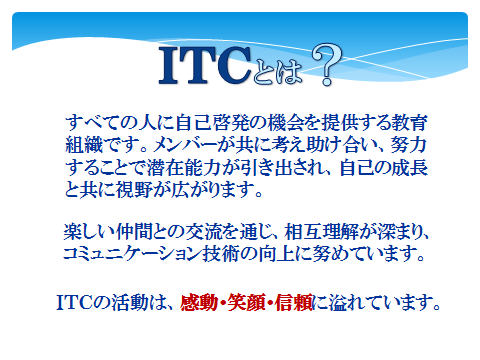 ITCとは？
すべての人に自己啓発の機会を提供する教育
組織です。メンバーが共に考え助け合い、努力
することで潜在能力が引き出され、自己の成長
と共に視野が広がります。
楽しい仲間との交流を通じ、相互理解が深まり、
コミュニケーション技術の向上に努めています。
ITCの活動は、感動・笑顔・信頼に溢れています。